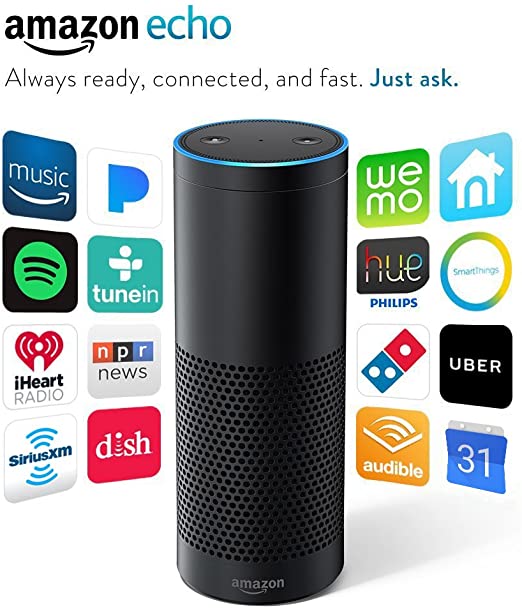 amazon echo
Always ready, connected, and fast. Just ask.
music
wemo
hue
PHILIPS
SmartThings
tunein
iHeart
RADIO
npr
news
UBER
SiriusXm
dish
audible
31
amazon